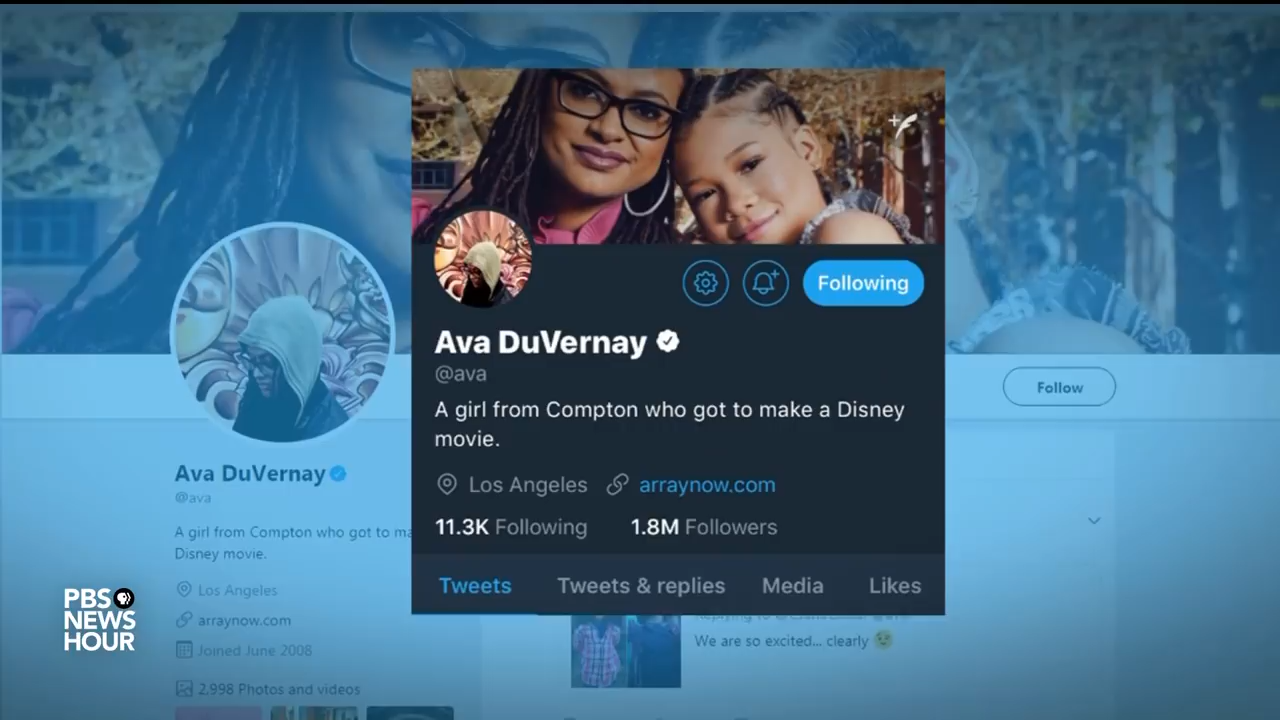 Following
Ava DuVernay
@ava
A girl from Compton who got to make a Disney
movie.
Los Angeles
arraynow.com
11.3K Following
1.8M Followers
Tweets
Tweets & replies
Media
Likes
Follow
Ava DuVernay
@ava
A girl from Compton who got to
Disney movie.
Los Angeles
arraynow.com
Joined June 2008
2,998 Photos and videos
We are so excited... clearly
PBS
NEWS
HOUR